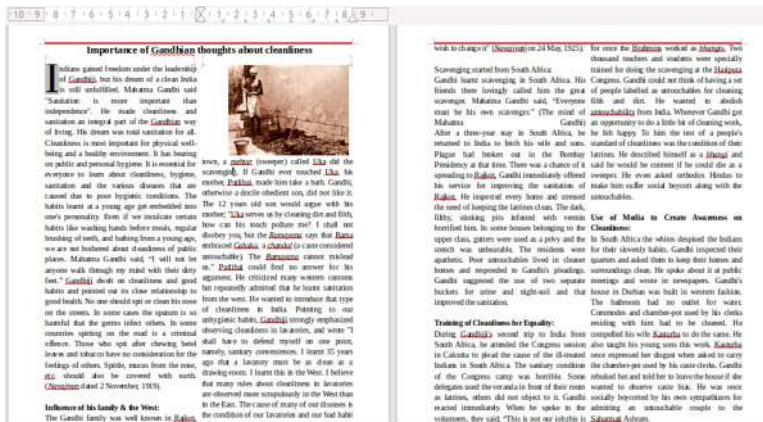 Importance of Gandhian thoughts about cleanliness
Indians gained freedom under the leadership
of Gandhiji, but his dream of a clean India
is still unfulfilled. Mahatma Gandhi said
"Sanitation is more important than
independence". He made cleanliness and
sanitation an integral part of the Gandhian way
of living. His dream was total sanitation for all.
Cleanliness is most important for physical well-
being and a healthy environment. It has bearing
on public and personal hygiene. It is essential for
everyone to learn about cleanliness, hygiene,
sanitation and the various diseases that are
caused due to poor hygienic conditions. The
habits learnt at a young age get embedded into
one's personality. Even if we inculcate certain
habits like washing hands before meals, regular
brushing of teeth, and bathing from a young age,
we are not bothered about cleanliness of public
places. Mahatma Gandhi said, "I will not let
anyone walk through my mind with their dirty
feet." Gandhiji dwelt on cleanliness and good
habits and pointed out its close relationship to
good health. No one should spit or clean his nose
on the streets. In some cases the sputum is so
harmful that the germs infect others. In some
countries spitting on the road is a criminal
offence. Those who spit after chewing betel
leaves and tobacco have no consideration for the
feelings of others. Spittle, mucus from the nose,
etc should also be covered with earth.
(Navajivan dated 2 November, 1919).
Influence of his family & the West:
The Gandhi family was well known in Rajkot,
town, a mehtar (sweeper) called Uka did the
scavenging. If Gandhi ever touched Uka, his
mother, Putlibai, made him take a bath. Gandhi,
otherwise a docile obedient son, did not like it.
The 12 years old son would argue with his
mother: "Uka serves us by cleaning dirt and filth,
how can his touch pollute me? I shall not
disobey you, but the Ramayana says that Rama
embraced Guhaka, a chandal (a caste considered
untouchable). The Ramayana cannot mislead
us." Putlibai could find no answer for his
argument. He criticized many western customs
but repeatedly admitted that he learnt sanitation
from the west. He wanted to introduce that type
of cleanliness in India. Pointing to our
unhygienic habits, Gandhiji strongly emphasized
observing cleanliness in lavatories, and wrote "I
shall have to defend myself on one point,
namely, sanitary conveniences. I learnt 35 years
ago that a lavatory must be as clean as a
drawing-room. I learnt this in the West. I believe
that many rules about cleanliness in lavatories
are observed more scrupulously in the West than
in the East. The cause of many of our diseases is
the condition of our lavatories and our bad habit
wish to change it" (Navajivan on 24 May, 1925).
Scavenging started from South Africa:
Gandhi learnt scavenging in South Africa. His
friends there lovingly called him the great
scavenger. Mahatma Gandhi said, "Everyone
must be his own scavenger." (The mind of
Mahatma Gandhi)
After a three-year stay in South Africa, he
returned to India to fetch his wife and sons.
Plague had broken out in the Bombay
Presidency at that time. There was a chance of it
spreading to Rajkot. Gandhi immediately offered
his service for improving the sanitation of
Rajkot. He inspected every home and stressed
the need of keeping the latrines clean. The dark,
filthy, stinking pits infested with vermin
horrified him. In some houses belonging to the
upper class, gutters were used as a privy and the
stench was unbearable. The residents were
apathetic. Poor untouchables lived in cleaner
homes and responded to Gandhi's pleadings.
Gandhi suggested the use of two separate
buckets for urine and night-soil and that
improved the sanitation.
Training of Cleanliness for Equality:
During Gandhiji's second trip to India from
South Africa, he attended the Congress session
in Calcutta to plead the cause of the ill-treated
Indians in South Africa. The sanitary condition
of the Congress camp was horrible. Some
delegates used the veranda in front of their room
as latrines, others did not object to it. Gandhi
reacted immediately. When he spoke to the
volunteers, they said, "This is not our job, this is
for once the Brahmins worked as bhangis. Two
thousand teachers and students were specially
trained for doing the scavenging at the Haripura
Congress. Gandhi could not think of having a set
of people labelled as untouchables for cleaning
filth and dirt. He wanted to abolish
untouchability from India. Whenever Gandhi got
an opportunity to do a little bit of cleaning work,
he felt happy. To him the test of a people's
standard of cleanliness was the condition of their
latrines. He described himself as a bhangi and
said he would be content if he could die as a
sweeper. He even asked orthodox Hindus to
make him suffer social boycott along with the
untouchables.
Use of Media to Create Awareness on
Cleanliness:
In South Africa the whites despised the Indians
for their slovenly habits. Gandhi inspected their
quarters and asked them to keep their homes and
surroundings clean. He spoke about it at public
meetings and wrote in newspapers. Gandhi's
house in Durban was built in western fashion.
The bathroom had no outlet for water.
Commodes and chamber-pot used by his clerks
residing with him had to be cleaned. He
compelled his wife Kasturba to do the same. He
also taught his young sons this work. Kasturba
once expressed her disgust when asked to carry
the chamber-pot used by his caste clerks. Gandhi
rebuked her and told her to leave the house if she
wanted to observe caste bias. He was once
socially boycotted by his own sympathizers for
admitting an untouchable couple to the
Sabarmati Ashram.